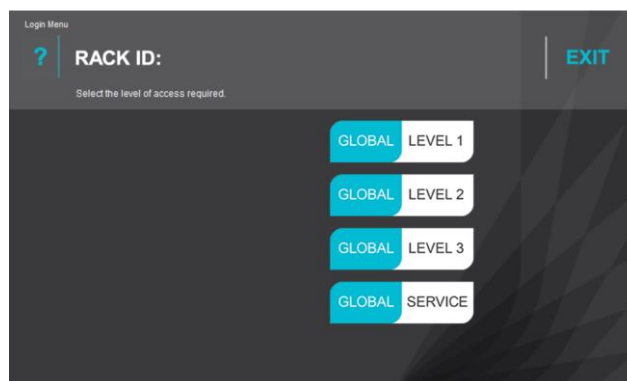 Login Menu
? RACK ID: EXIT
Select the level of access required.
GLOBAL LEVEL 1
GLOBAL LEVEL 2
GLOBAL LEVEL 3
GLOBAL SERVICE